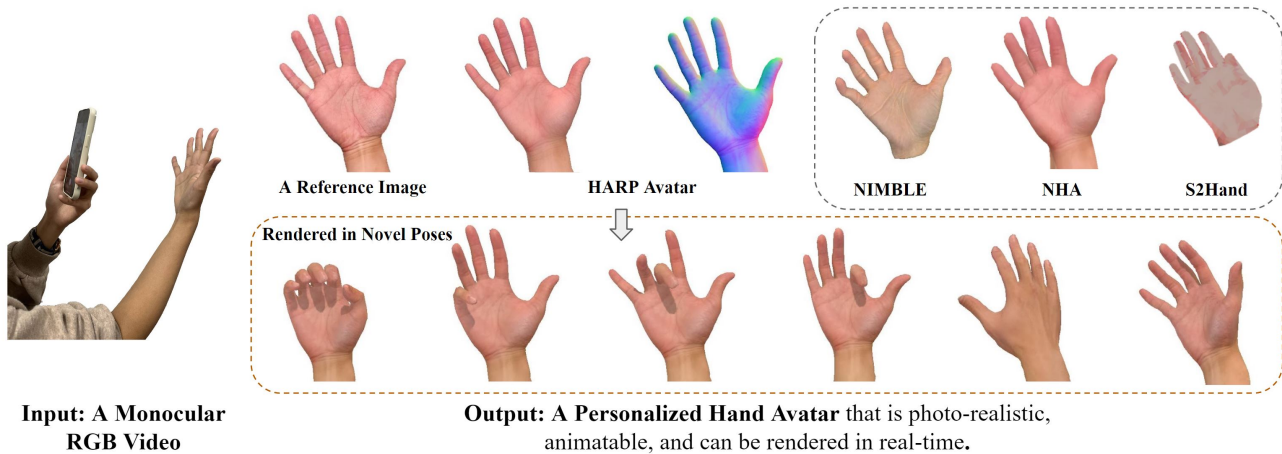 A Reference Image
HARP Avatar
NIMBLE
NHA
S2Hand
Rendered in Novel Poses
Input: A Monocular
RGB Video
Output: A Personalized Hand Avatar that is photo-realistic,
animatable, and can be rendered in real-time.